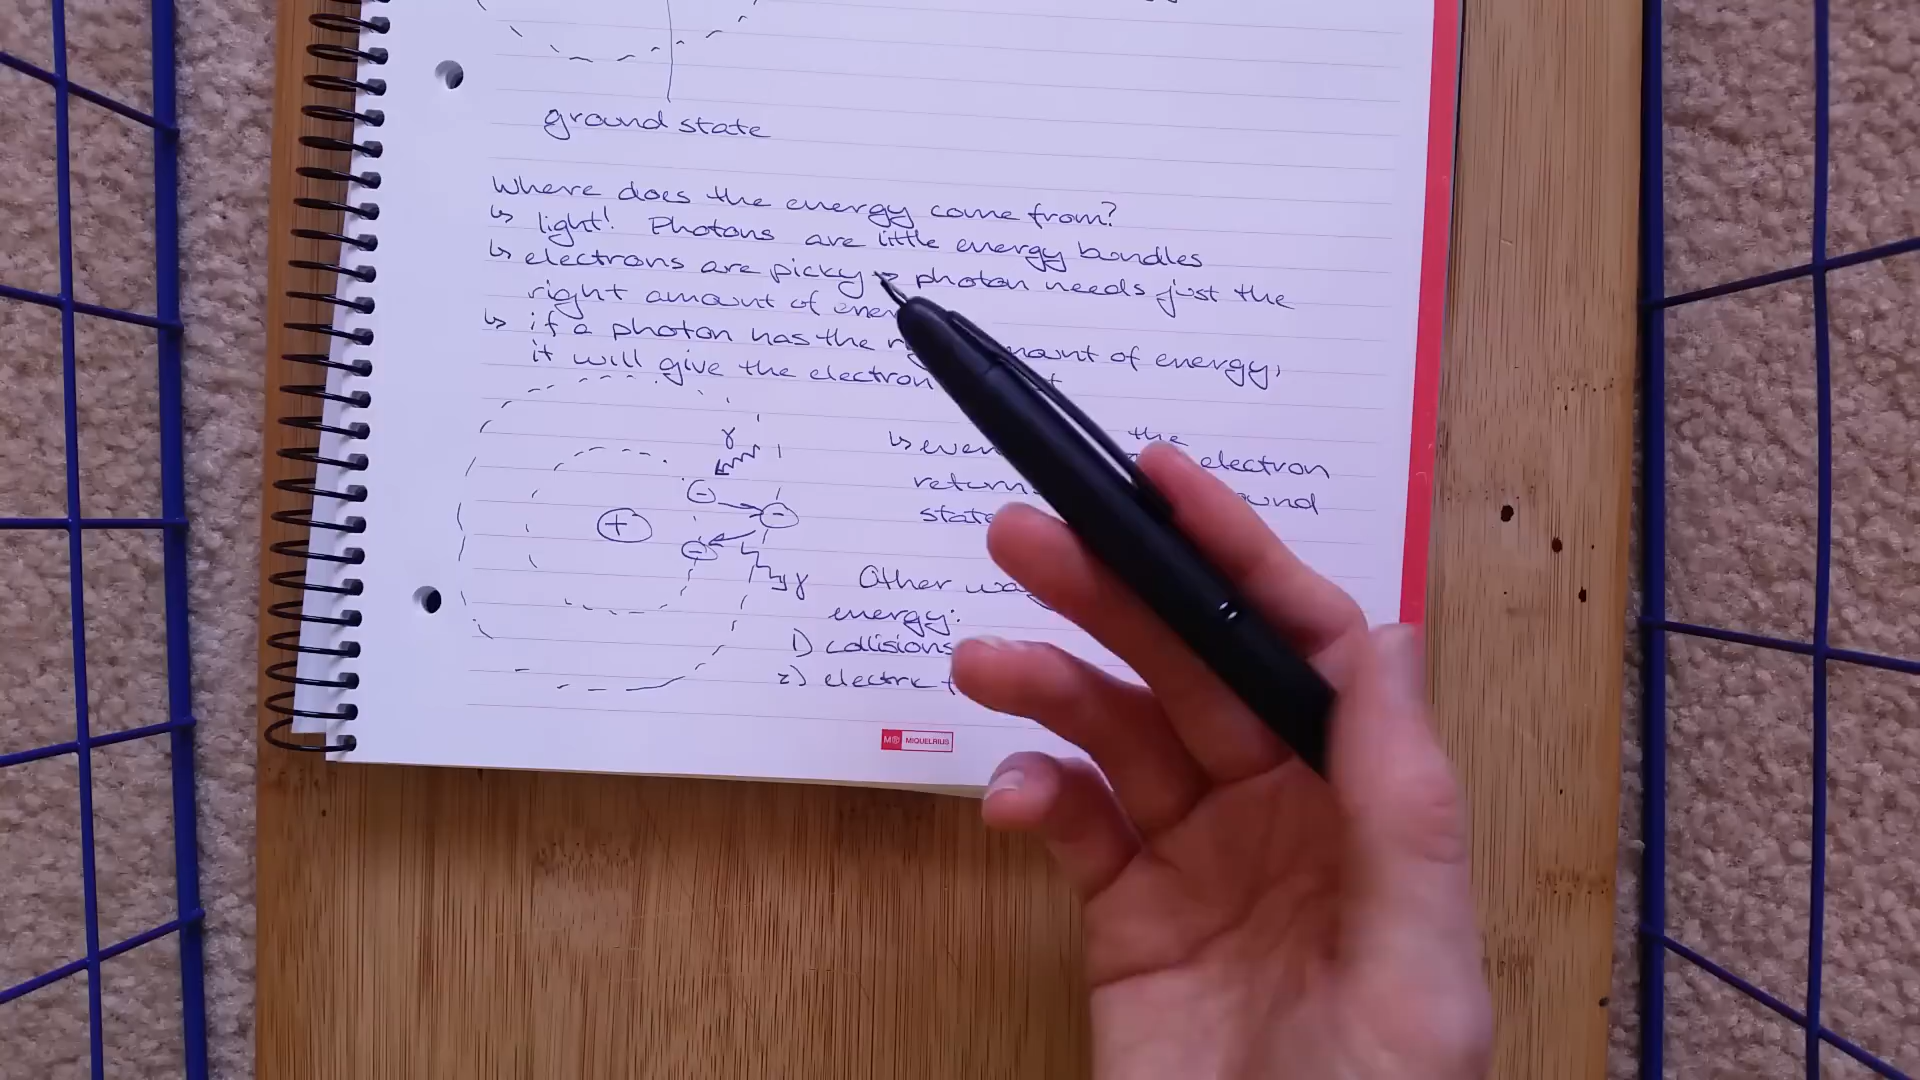 ground state
Where does the energy come from?
↳ light! Photons are little energy bundles
↳ electrons are picky → photon needs just the
right amount of
↳ if a photon has the amount of energy,
it will give the electron
γ
the
↳ electron
-
return
-
state
+
-
γ
Other
energy:
1) collisions
2) electric
MR MIQUELRIUS